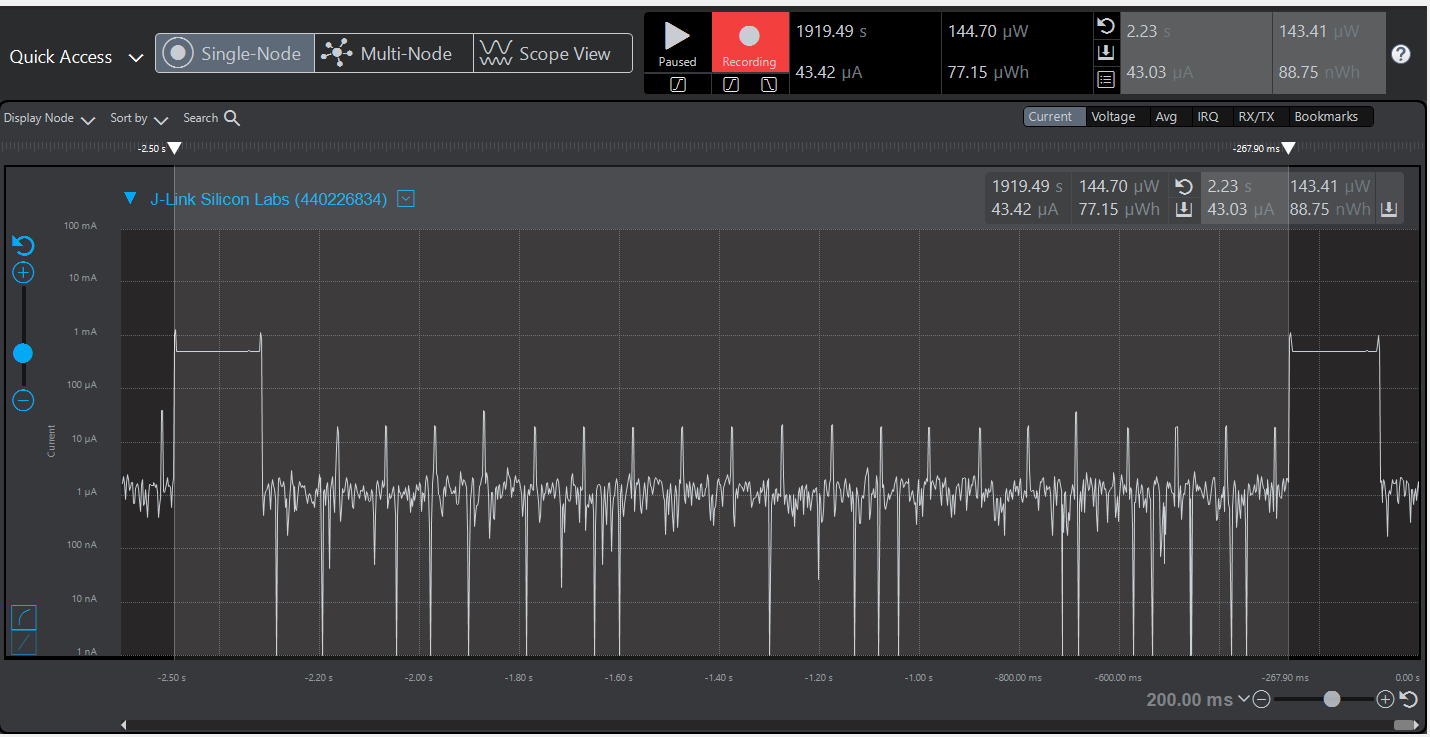 Quick Access Single-Node Multi-Node Scope View
Paused Recording
1919.49 s 144.70 µW 2.23 s 143.41 µW
43.42 µA 77.15 µWh 43.03 µA 88.75 nWh
?
Display Node Sort by Search Current Voltage Avg IRQ RX/TX Bookmarks
-2.50 s -267.90 ms
J-Link Silicon Labs (440226834)
1919.49 s 144.70 µW 2.23 s 143.41 µW
43.42 µA 77.15 µWh 43.03 µA 88.75 nWh
100 mA
10 mA
1 mA
100 µA
10 µA
1 µA
100 nA
10 nA
1 nA
Current
-2.50 s -2.20 s -2.00 s -1.80 s -1.60 s -1.40 s -1.20 s -1.00 s -800.00 ms -600.00 ms -267.90 ms 0.00 s
200.00 ms